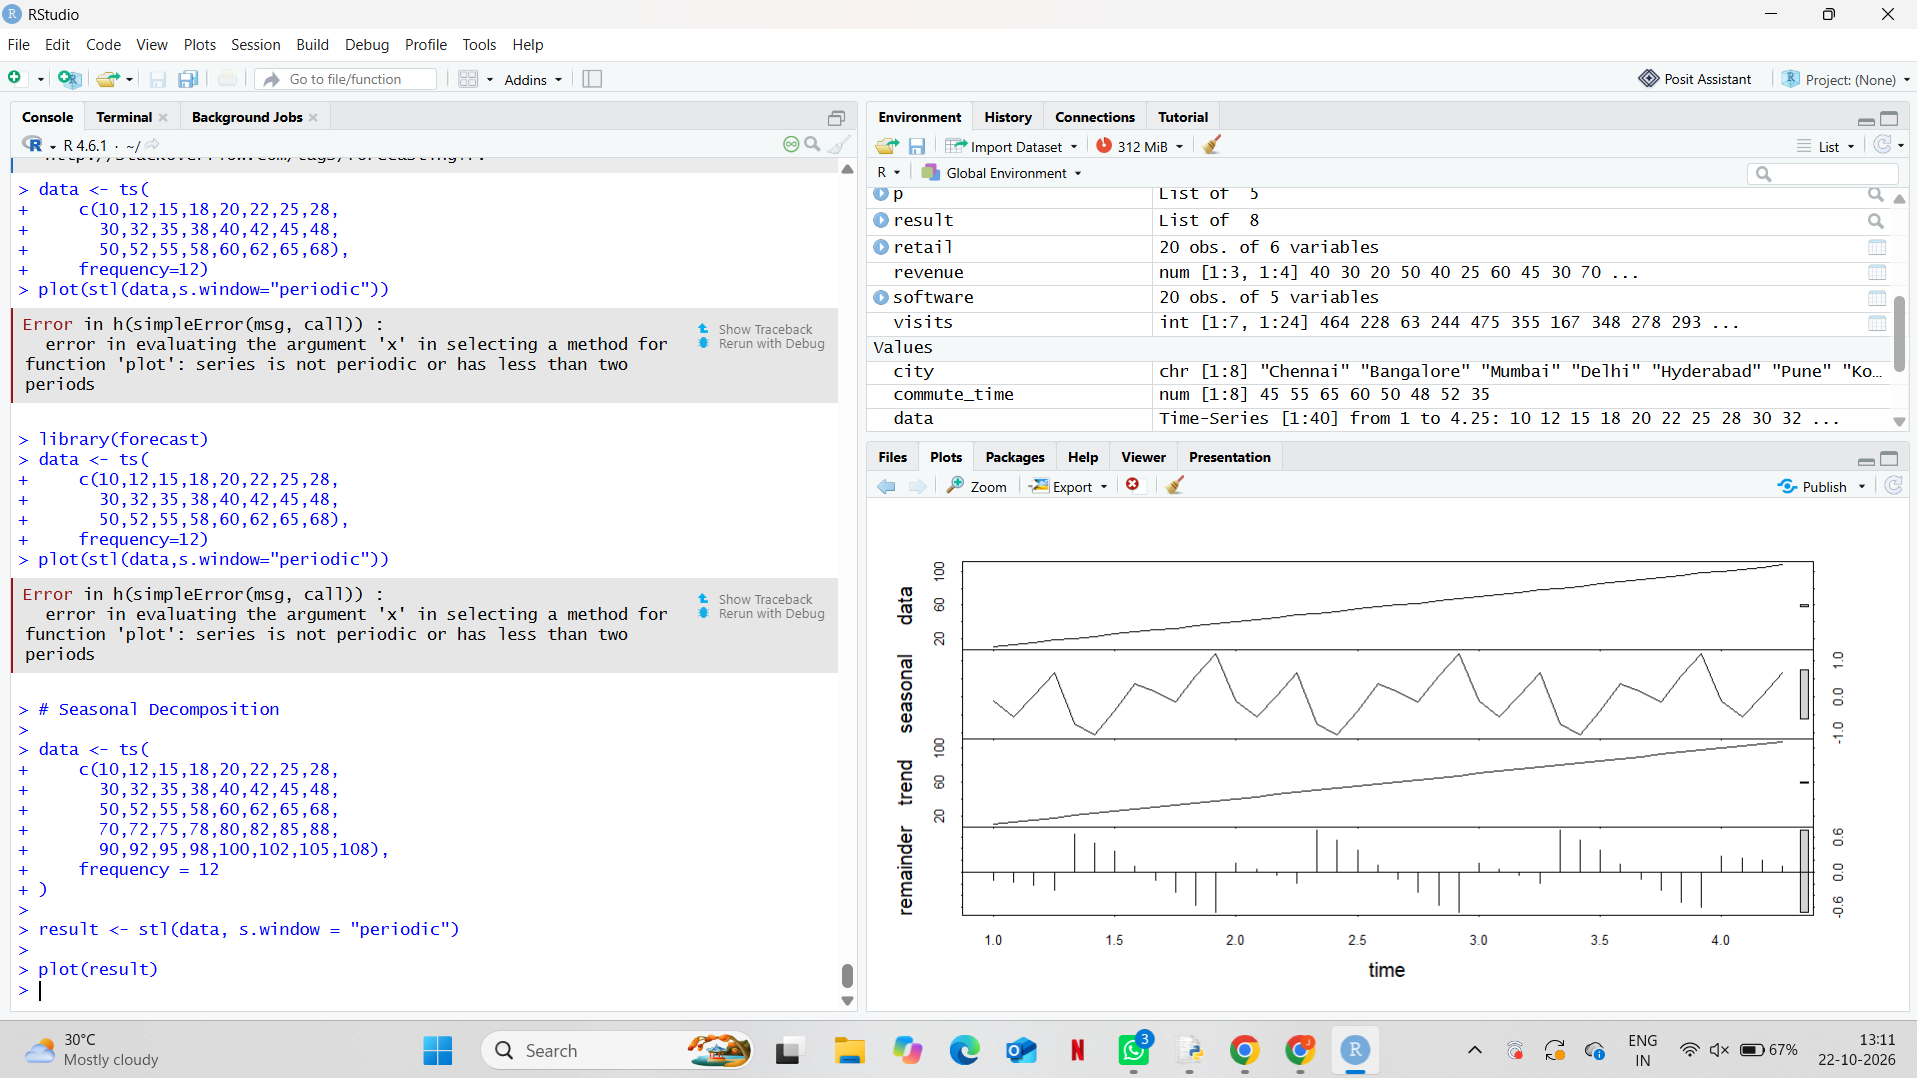 RStudio
File Edit Code View Plots Session Build Debug Profile Tools Help
Go to file/function
Addins
Posit Assistant
Project: (None)
Console Terminal Background Jobs
R 4.6.1 · ~/
> data <- ts(
+     c(10,12,15,18,20,22,25,28,
+       30,32,35,38,40,42,45,48,
+       50,52,55,58,60,62,65,68),
+     frequency=12)
> plot(stl(data,s.window="periodic"))
Error in h(simpleError(msg, call)) :
  error in evaluating the argument 'x' in selecting a method for
function 'plot': series is not periodic or has less than two
periods
Show Traceback
Rerun with Debug
> library(forecast)
> data <- ts(
+     c(10,12,15,18,20,22,25,28,
+       30,32,35,38,40,42,45,48,
+       50,52,55,58,60,62,65,68),
+     frequency=12)
> plot(stl(data,s.window="periodic"))
Error in h(simpleError(msg, call)) :
  error in evaluating the argument 'x' in selecting a method for
function 'plot': series is not periodic or has less than two
periods
Show Traceback
Rerun with Debug
> # Seasonal Decomposition
>
> data <- ts(
+     c(10,12,15,18,20,22,25,28,
+       30,32,35,38,40,42,45,48,
+       50,52,55,58,60,62,65,68,
+       70,72,75,78,80,82,85,88,
+       90,92,95,98,100,102,105,108),
+     frequency = 12
+ )
>
> result <- stl(data, s.window = "periodic")
>
> plot(result)
>
Environment History Connections Tutorial
Import Dataset 312 MiB List
R Global Environment
p List of 5
result List of 8
retail 20 obs. of 6 variables
revenue num [1:3, 1:4] 40 30 20 50 40 25 60 45 30 70 ...
software 20 obs. of 5 variables
visits int [1:7, 1:24] 464 228 63 244 475 355 167 348 278 293 ...
Values
city chr [1:8] "Chennai" "Bangalore" "Mumbai" "Delhi" "Hyderabad" "Pune" "Ko...
commute_time num [1:8] 45 55 65 60 50 48 52 35
data Time-Series [1:40] from 1 to 4.25: 10 12 15 18 20 22 25 28 30 32 ...
Files Plots Packages Help Viewer Presentation
Zoom Export Publish
data
20 60 100
seasonal
-1.0 0.0 1.0
trend
20 60 100
remainder
-0.6 0.0 0.6
1.0 1.5 2.0 2.5 3.0 3.5 4.0
time
30°C
Mostly cloudy
Search
3
ENG
IN
67%
13:11
22-10-2026